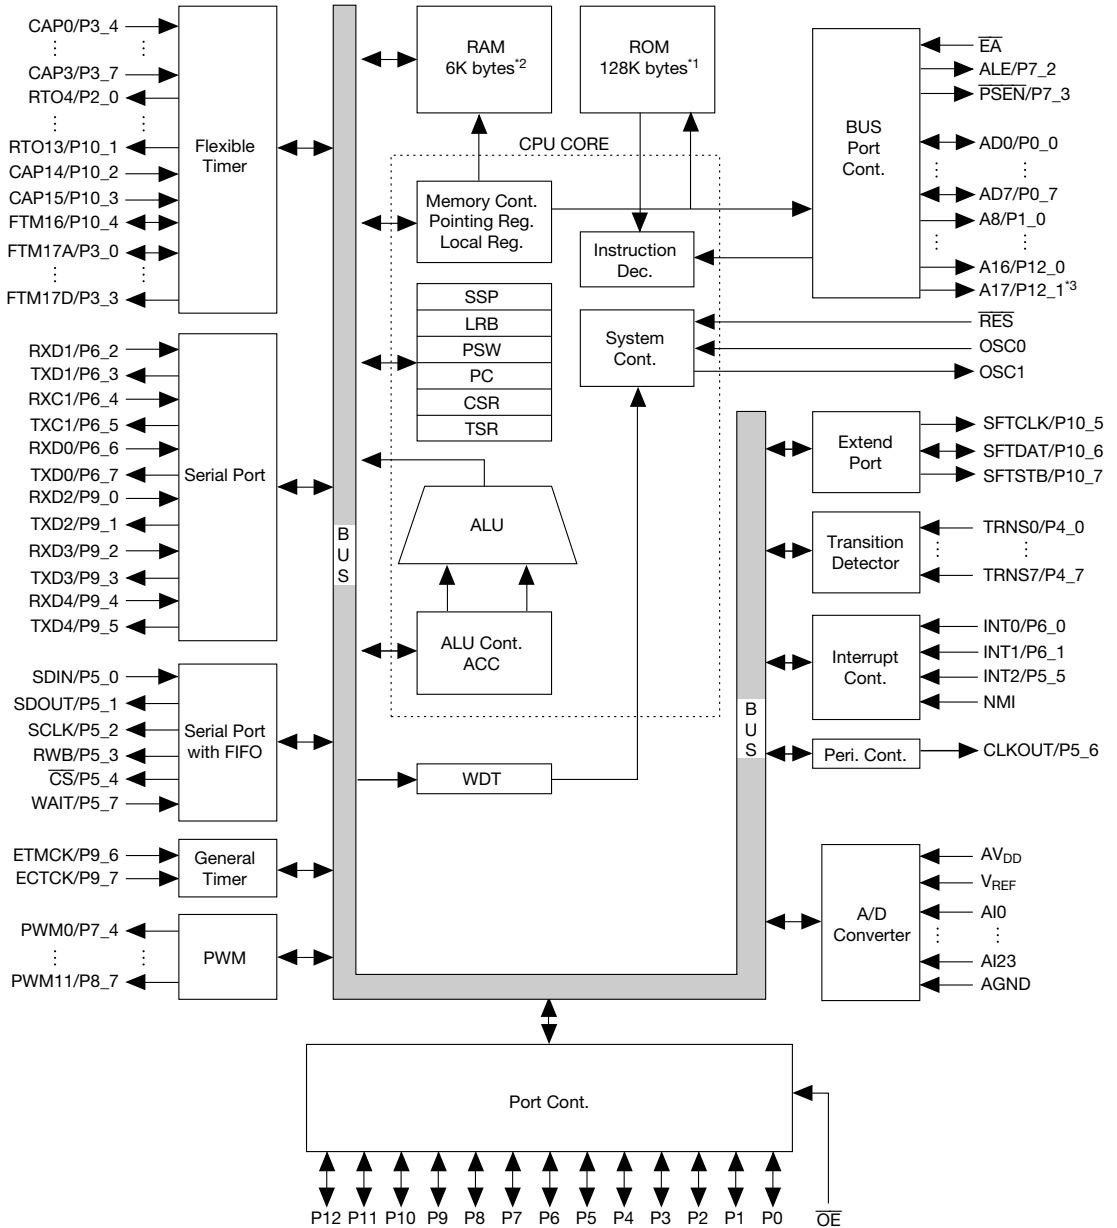 CAP0/P3_4
CAP3/P3_7
RTO4/P2_0
RTO13/P10_1
CAP14/P10_2
CAP15/P10_3
FTM16/P10_4
FTM17A/P3_0
FTM17D/P3_3
Flexible
Timer
RXD1/P6_2
TXD1/P6_3
RXC1/P6_4
TXC1/P6_5
RXD0/P6_6
TXD0/P6_7
RXD2/P9_0
TXD2/P9_1
RXD3/P9_2
TXD3/P9_3
RXD4/P9_4
TXD4/P9_5
Serial Port
SDIN/P5_0
SDOUT/P5_1
SCLK/P5_2
RWB/P5_3
C̅S̅/P5_4
WAIT/P5_7
Serial Port
with FIFO
ETMCK/P9_6
ECTCK/P9_7
General
Timer
PWM0/P7_4
PWM11/P8_7
PWM
BUS
RAM
6K bytes*2
ROM
128K bytes*1
CPU CORE
Memory Cont.
Pointing Reg.
Local Reg.
Instruction
Dec.
SSP
LRB
PSW
PC
CSR
TSR
System
Cont.
ALU
ALU Cont.
ACC
WDT
BUS
BUS
Port
Cont.
E̅A̅
ALE/P7_2
P̅S̅E̅N̅/P7_3
AD0/P0_0
AD7/P0_7
A8/P1_0
A16/P12_0
A17/P12_1*3
R̅E̅S̅
OSC0
OSC1
Extend
Port
SFTCLK/P10_5
SFTDAT/P10_6
SFTSTB/P10_7
Transition
Detector
TRNS0/P4_0
TRNS7/P4_7
Interrupt
Cont.
INT0/P6_0
INT1/P6_1
INT2/P5_5
NMI
Peri. Cont.
CLKOUT/P5_6
A/D
Converter
AVDD
VREF
AI0
AI23
AGND
Port Cont.
P12 P11 P10 P9 P8 P7 P6 P5 P4 P3 P2 P1 P0 O̅E̅